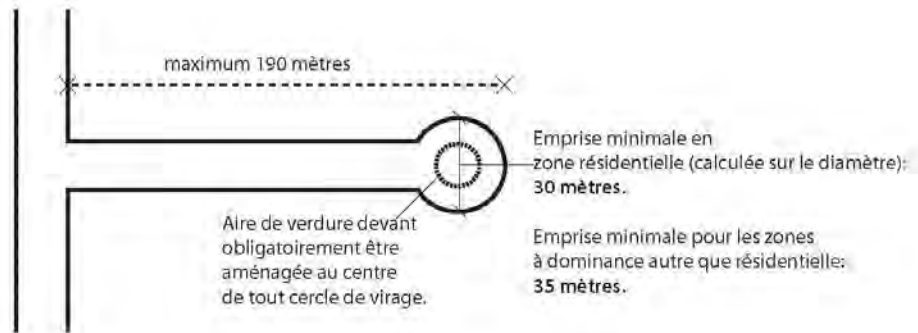 maximum 190 mètres
Emprise minimale en
zone résidentielle (calculée sur le diamètre):
30 mètres.
Aire de verdure devant
obligatoirement être
aménagée au centre
de tout cercle de virage.
Emprise minimale pour les zones
à dominance autre que résidentielle:
35 mètres.